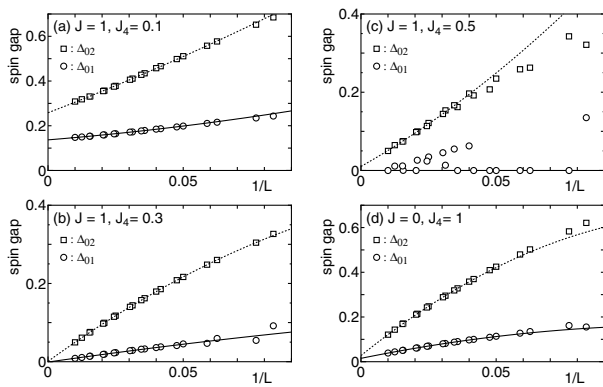 (a) J = 1, J₄= 0.1
spin gap
0.6
0.4
0.2
0
□ : Δ₀₂
○ : Δ₀₁
0
0.05
1/L
(b) J = 1, J₄= 0.3
spin gap
0.4
0.2
0
□ : Δ₀₂
○ : Δ₀₁
0
0.05
1/L
(c) J = 1, J₄= 0.5
spin gap
0.4
0.2
0
□ : Δ₀₂
○ : Δ₀₁
0
0.05
1/L
(d) J = 0, J₄= 1
spin gap
0.6
0.4
0.2
0
□ : Δ₀₂
○ : Δ₀₁
0
0.05
1/L